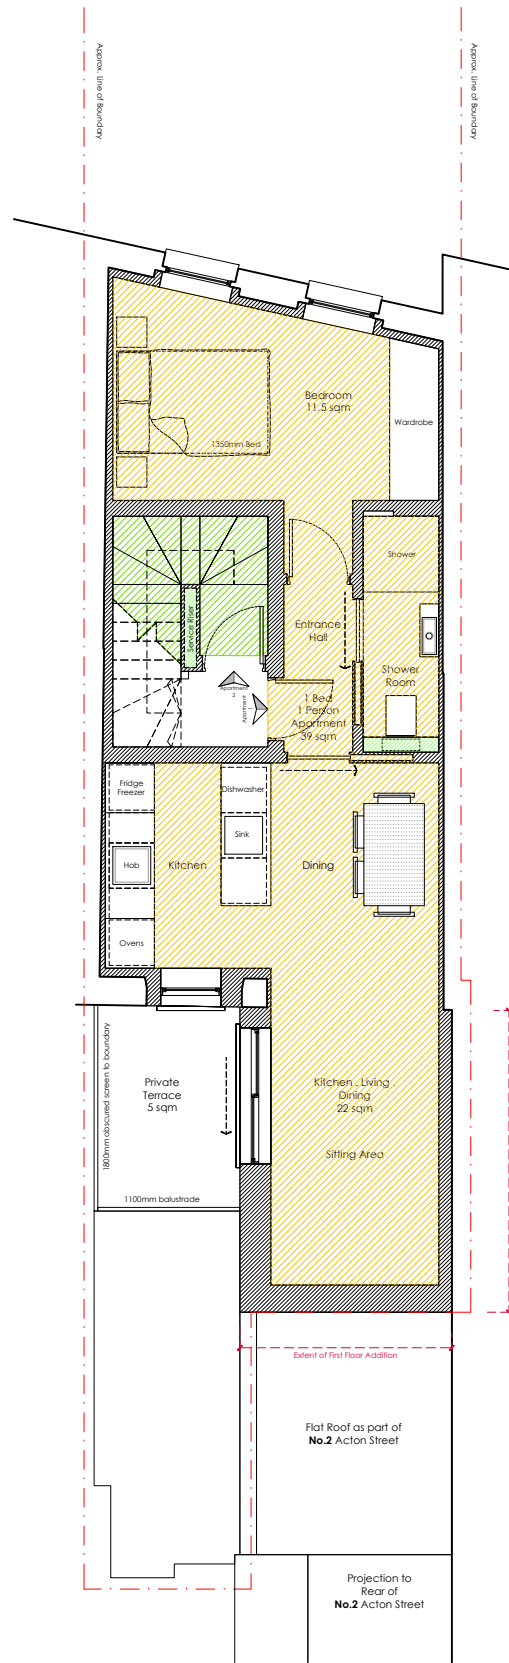 Approx. Line of Boundary
Approx. Line of Boundary
Bedroom
11.5 sqm
Wardrobe
1350mm Bed
Shower
Service Riser
Entrance
Hall
Shower
Room
Apartment
2
Apartment
1 Bed
1 Person
Apartment
39 sqm
Fridge
Freezer
Dishwasher
Sink
Hob
Kitchen
Dining
Ovens
1800mm obscured screen to boundary
Private
Terrace
5 sqm
Kitchen . Living .
Dining
22 sqm
Sitting Area
1100mm balustrade
Extent of First Floor Addition
Flat Roof as part of
No.2 Acton Street
Projection to
Rear of
No.2 Acton Street